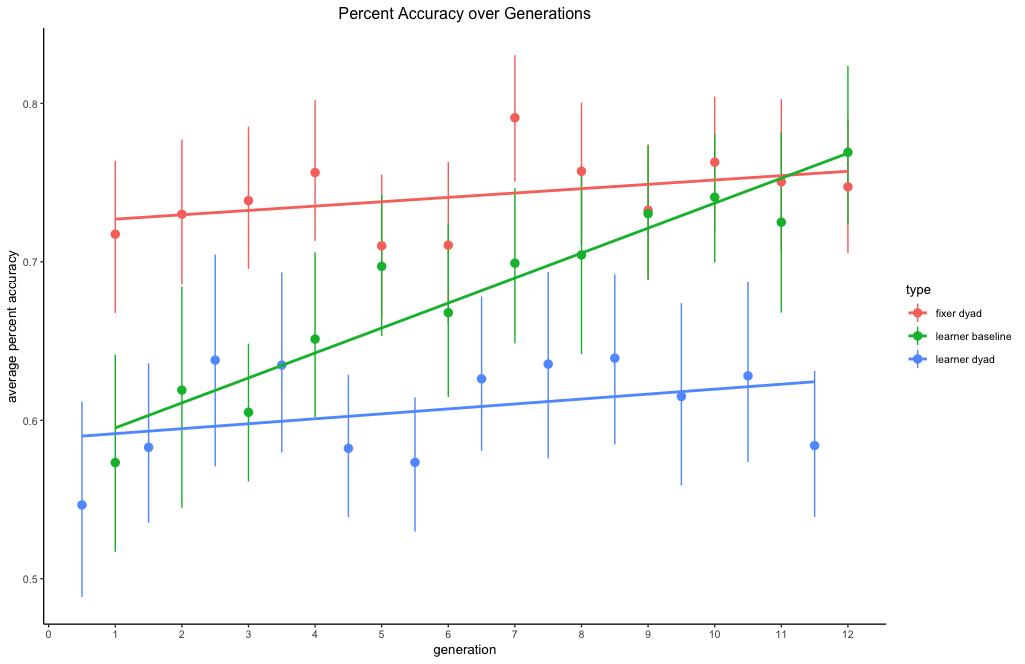 Percent Accuracy over Generations
average percent accuracy
0.8
0.7
0.6
0.5
0 1 2 3 4 5 6 7 8 9 10 11 12
generation
type
fixer dyad
learner baseline
learner dyad